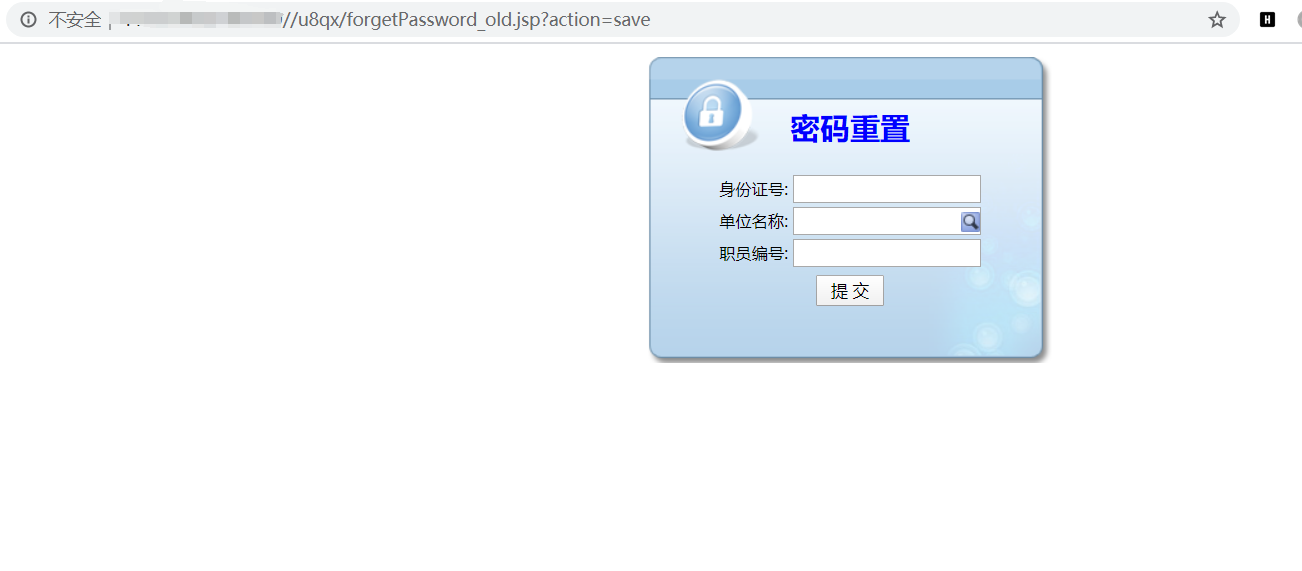 不安全 //u8qx/forgetPassword_old.jsp?action=save
H
密码重置
身份证号:
单位名称:
职员编号:
提 交